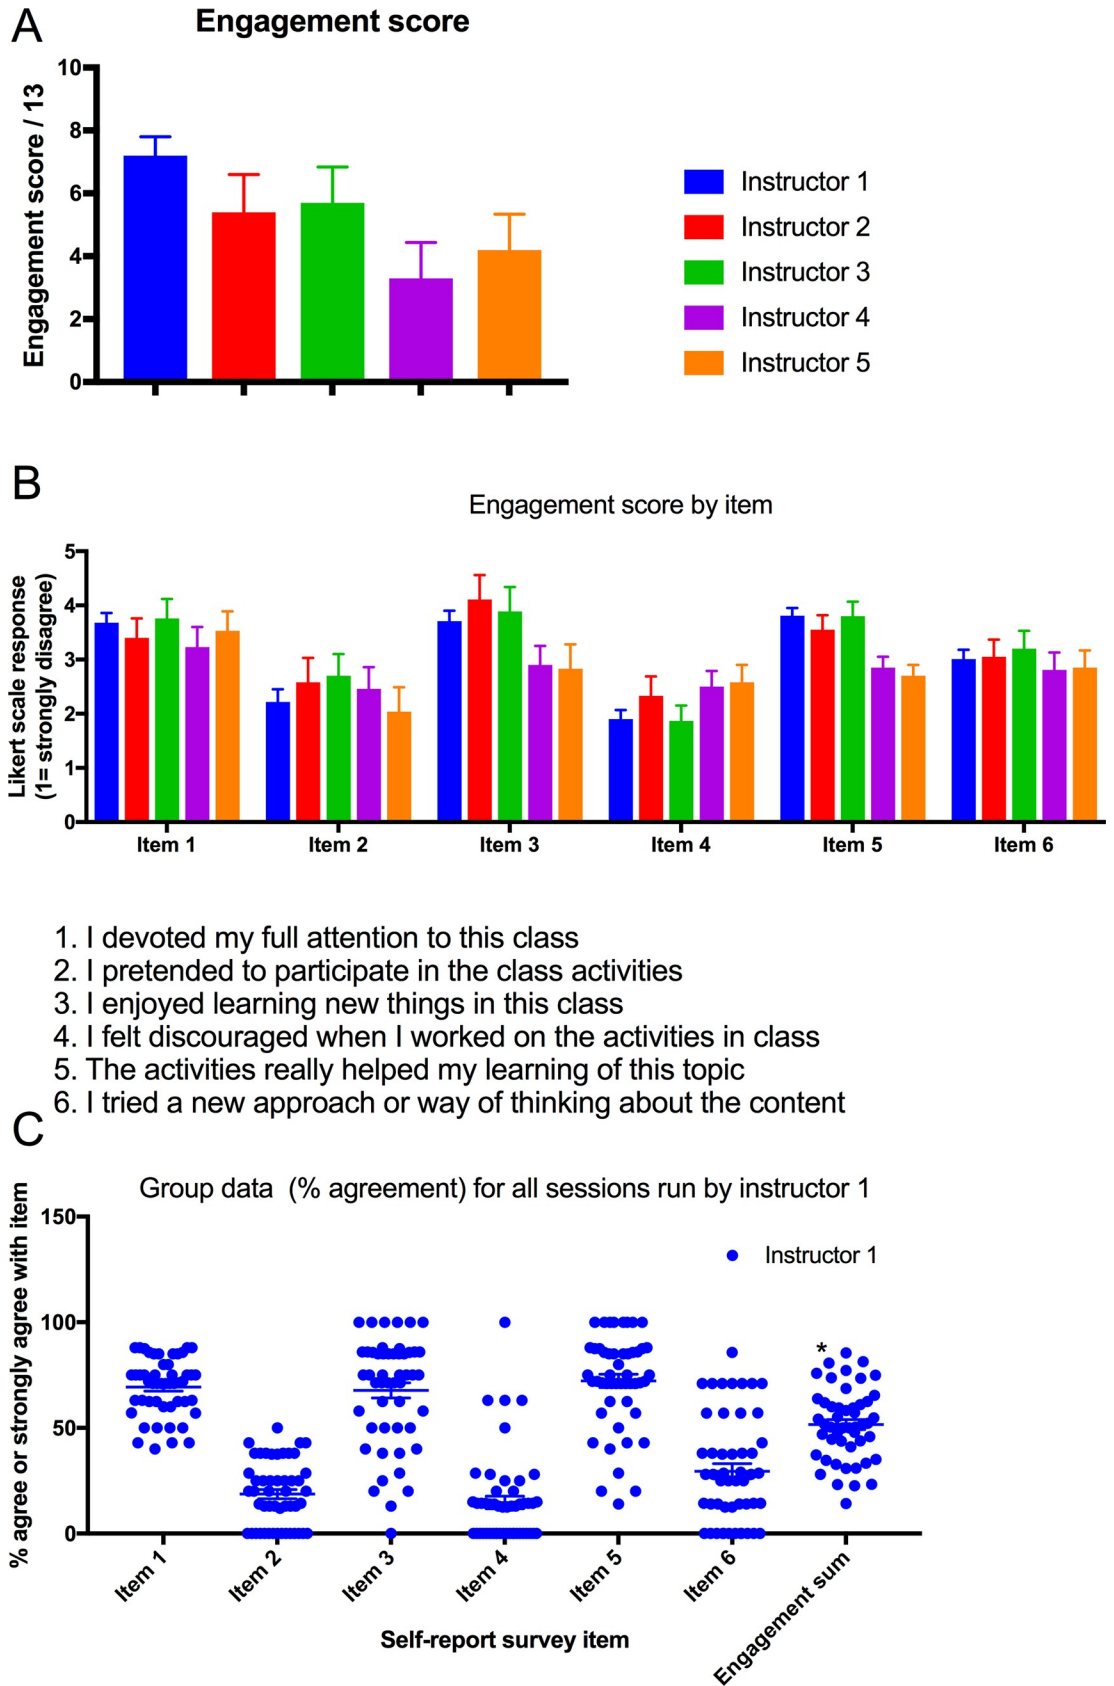 A
Engagement score
Engagement score / 13
10
8
6
4
2
0
Instructor 1
Instructor 2
Instructor 3
Instructor 4
Instructor 5
B
Engagement score by item
Likert scale response
(1= strongly disagree)
5
4
3
2
1
0
Item 1 Item 2 Item 3 Item 4 Item 5 Item 6
1. I devoted my full attention to this class
2. I pretended to participate in the class activities
3. I enjoyed learning new things in this class
4. I felt discouraged when I worked on the activities in class
5. The activities really helped my learning of this topic
6. I tried a new approach or way of thinking about the content
C
Group data (% agreement) for all sessions run by instructor 1
% agree or strongly agree with item
150
100
50
0
Instructor 1
*
Item 1 Item 2 Item 3 Item 4 Item 5 Item 6 Engagement sum
Self-report survey item